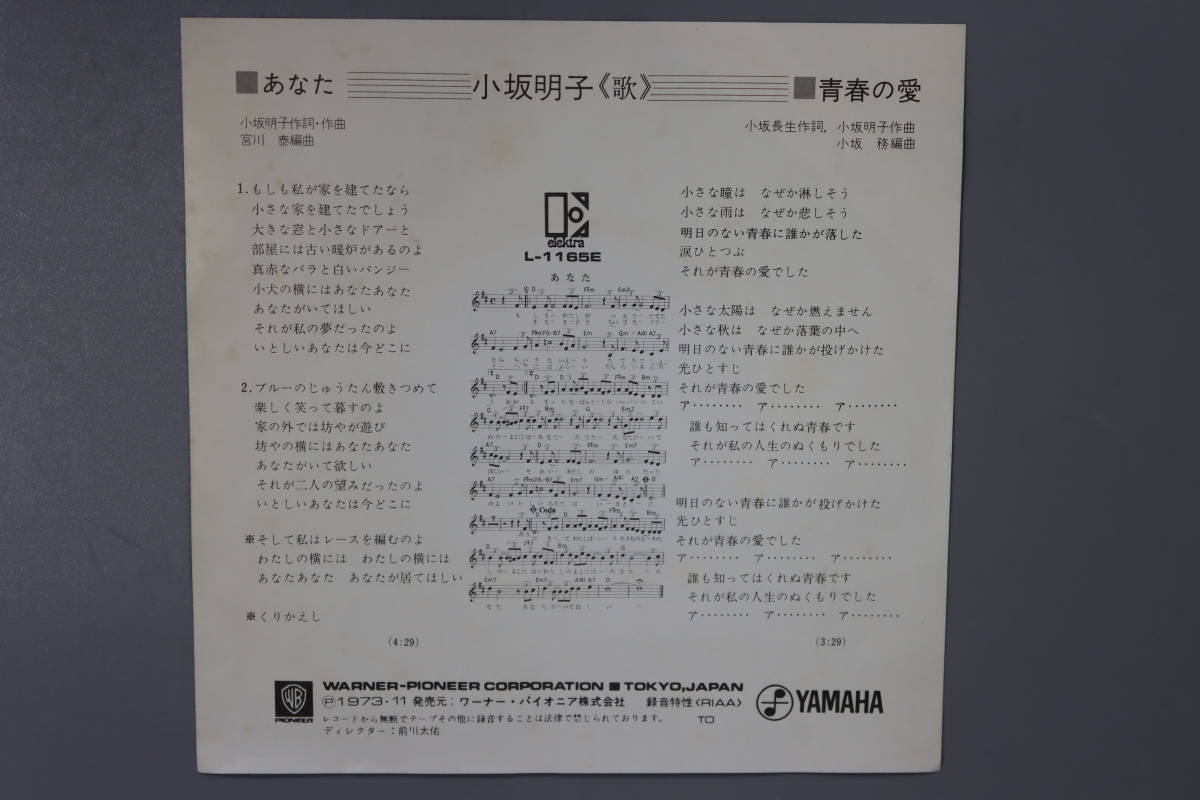 ■あなた
小坂明子《歌》
■青春の愛
小坂明子作詞・作曲
宮川　泰編曲
小坂長生作詞，小坂明子作曲
小坂　務編曲
1.もしも私が家を建てたなら
小さな家を建てたでしょう
大きな窓と小さなドアーと
部屋には古い暖炉があるのよ
真赤なバラと白いパンジー
小犬の横にはあなたあなた
あなたがいてほしい
それが私の夢だったのよ
いとしいあなたは今どこに
2.ブルーのじゅうたん敷きつめて
楽しく笑って暮すのよ
家の外では坊やが遊び
坊やの横にはあなたあなた
あなたがいて欲しい
それが二人の望みだったのよ
いとしいあなたは今どこに
※そして私はレースを編むのよ
わたしの横には　わたしの横には
あなたあなた　あなたが居てほしい
※くりかえし
(4:29)
elektra
L-1165E
あなた
Coda
小さな瞳は　なぜか淋しそう
小さな雨は　なぜか悲しそう
明日のない青春に誰かが落した
涙ひとつぶ
それが青春の愛でした
小さな太陽は　なぜか燃えません
小さな秋は　なぜか落葉の中へ
明日のない青春に誰かが投げかけた
光ひとすじ
それが青春の愛でした
ア‥‥‥‥　ア‥‥‥‥　ア‥‥‥‥
誰も知ってはくれぬ青春です
それが私の人生のぬくもりでした
ア‥‥‥‥　ア‥‥‥‥　ア‥‥‥‥
明日のない青春に誰かが投げかけた
光ひとすじ
それが青春の愛でした
ア‥‥‥‥　ア‥‥‥‥　ア‥‥‥‥
誰も知ってはくれぬ青春です
それが私の人生のぬくもりでした
ア‥‥‥‥　ア‥‥‥‥　ア‥‥‥‥
(3:29)
WB
PIONEER
WARNER-PIONEER CORPORATION ■ TOKYO,JAPAN
Ⓟ1973・11 発売元：ワーナー・パイオニア株式会社　録音特性〈RIAA〉
レコードから無断でテープその他に録音することは法律で禁じられております。　TO
ディレクター：前川太佑
YAMAHA